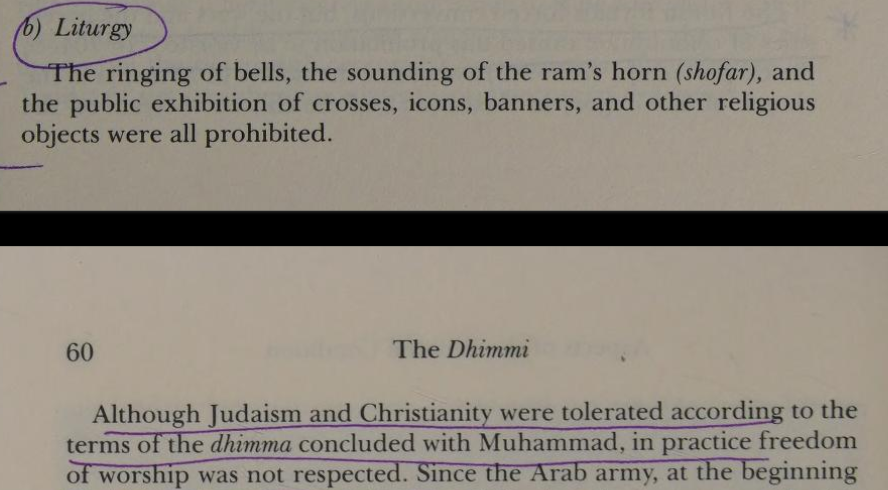 b) Liturgy
The ringing of bells, the sounding of the ram's horn (shofar), and
the public exhibition of crosses, icons, banners, and other religious
objects were all prohibited.
60 The Dhimmi
Although Judaism and Christianity were tolerated according to the
terms of the dhimma concluded with Muhammad, in practice freedom
of worship was not respected. Since the Arab army, at the beginning